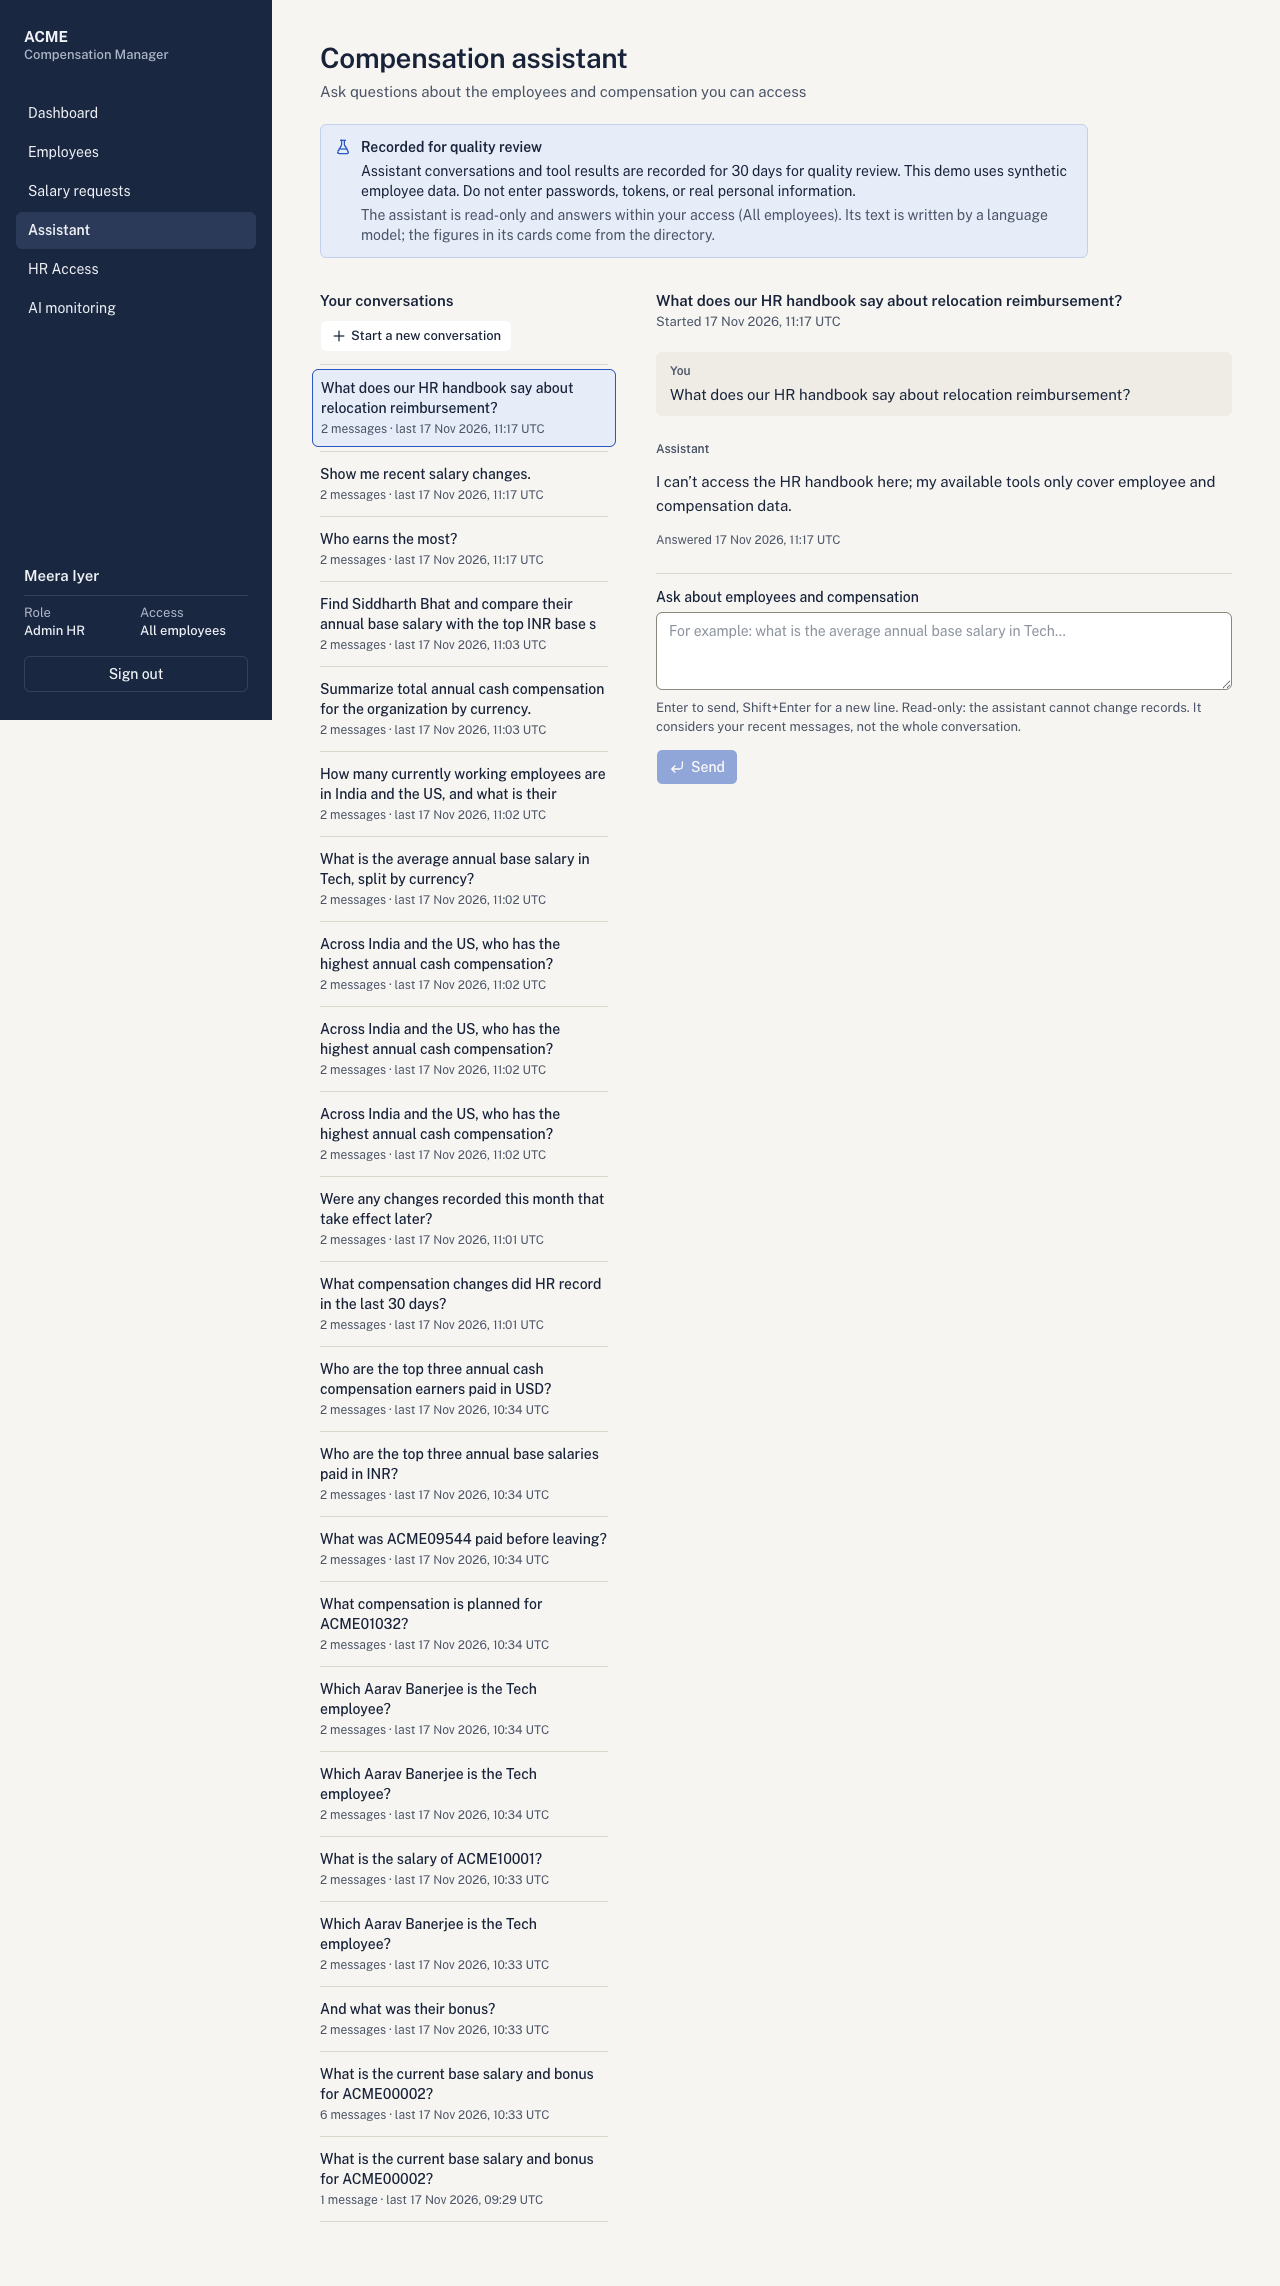 ACME
Compensation Manager
Dashboard
Employees
Salary requests
Assistant
HR Access
AI monitoring
Meera Iyer
Role
Access
Admin HR
All employees
Sign out
Compensation assistant
Ask questions about the employees and compensation you can access
Recorded for quality review
Assistant conversations and tool results are recorded for 30 days for quality review. This demo uses synthetic
employee data. Do not enter passwords, tokens, or real personal information.
The assistant is read-only and answers within your access (All employees). Its text is written by a language
model; the figures in its cards come from the directory.
Your conversations
Start a new conversation
What does our HR handbook say about
relocation reimbursement?
2 messages · last 17 Nov 2026, 11:17 UTC
Show me recent salary changes.
2 messages · last 17 Nov 2026, 11:17 UTC
Who earns the most?
2 messages · last 17 Nov 2026, 11:17 UTC
Find Siddharth Bhat and compare their
annual base salary with the top INR base s
2 messages · last 17 Nov 2026, 11:03 UTC
Summarize total annual cash compensation
for the organization by currency.
2 messages · last 17 Nov 2026, 11:03 UTC
How many currently working employees are
in India and the US, and what is their
2 messages · last 17 Nov 2026, 11:02 UTC
What is the average annual base salary in
Tech, split by currency?
2 messages · last 17 Nov 2026, 11:02 UTC
Across India and the US, who has the
highest annual cash compensation?
2 messages · last 17 Nov 2026, 11:02 UTC
Across India and the US, who has the
highest annual cash compensation?
2 messages · last 17 Nov 2026, 11:02 UTC
Across India and the US, who has the
highest annual cash compensation?
2 messages · last 17 Nov 2026, 11:02 UTC
Were any changes recorded this month that
take effect later?
2 messages · last 17 Nov 2026, 11:01 UTC
What compensation changes did HR record
in the last 30 days?
2 messages · last 17 Nov 2026, 11:01 UTC
Who are the top three annual cash
compensation earners paid in USD?
2 messages · last 17 Nov 2026, 10:34 UTC
Who are the top three annual base salaries
paid in INR?
2 messages · last 17 Nov 2026, 10:34 UTC
What was ACME09544 paid before leaving?
2 messages · last 17 Nov 2026, 10:34 UTC
What compensation is planned for
ACME01032?
2 messages · last 17 Nov 2026, 10:34 UTC
Which Aarav Banerjee is the Tech
employee?
2 messages · last 17 Nov 2026, 10:34 UTC
Which Aarav Banerjee is the Tech
employee?
2 messages · last 17 Nov 2026, 10:34 UTC
What is the salary of ACME10001?
2 messages · last 17 Nov 2026, 10:33 UTC
Which Aarav Banerjee is the Tech
employee?
2 messages · last 17 Nov 2026, 10:33 UTC
And what was their bonus?
2 messages · last 17 Nov 2026, 10:33 UTC
What is the current base salary and bonus
for ACME00002?
6 messages · last 17 Nov 2026, 10:33 UTC
What is the current base salary and bonus
for ACME00002?
1 message · last 17 Nov 2026, 09:29 UTC
What does our HR handbook say about relocation reimbursement?
Started 17 Nov 2026, 11:17 UTC
You
What does our HR handbook say about relocation reimbursement?
Assistant
I can’t access the HR handbook here; my available tools only cover employee and
compensation data.
Answered 17 Nov 2026, 11:17 UTC
Ask about employees and compensation
For example: what is the average annual base salary in Tech...
Enter to send, Shift+Enter for a new line. Read-only: the assistant cannot change records. It
considers your recent messages, not the whole conversation.
Send